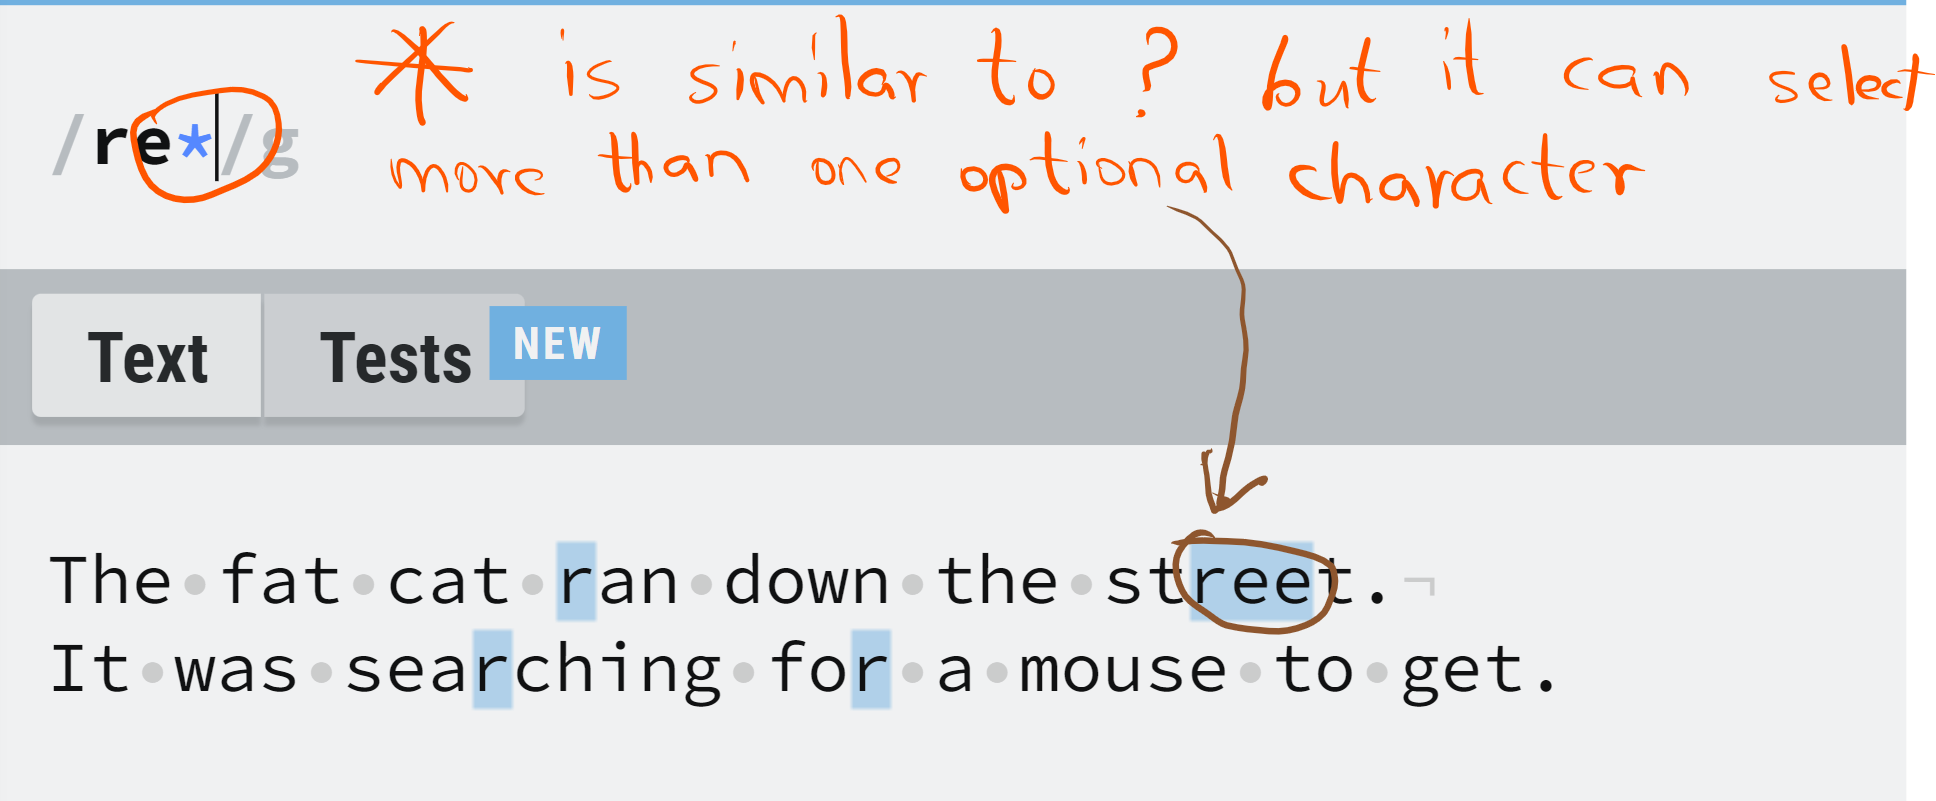 * is similar to ? but it can select
/re*/g
more than one optional character
Text Tests NEW
The·fat·cat·ran·down·the·street.¬
It·was·searching·for·a·mouse·to·get.